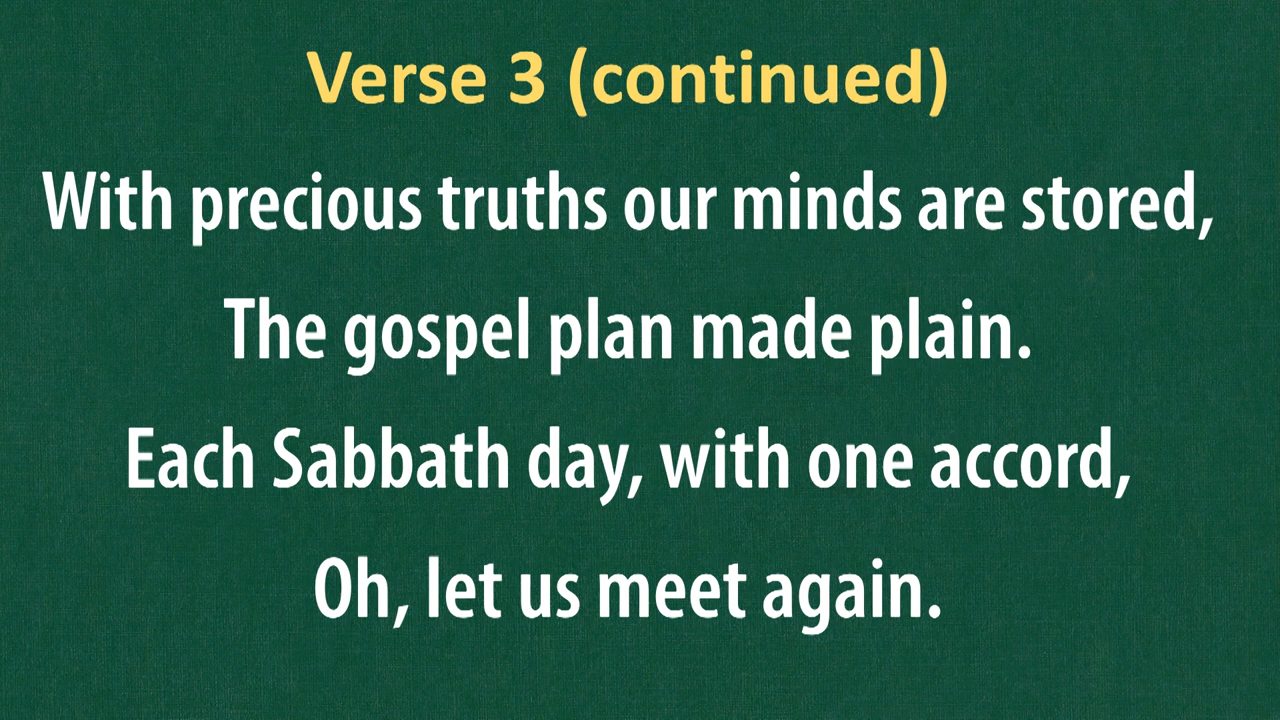 Verse 3 (continued)
With precious truths our minds are stored,
The gospel plan made plain.
Each Sabbath day, with one accord,
Oh, let us meet again.